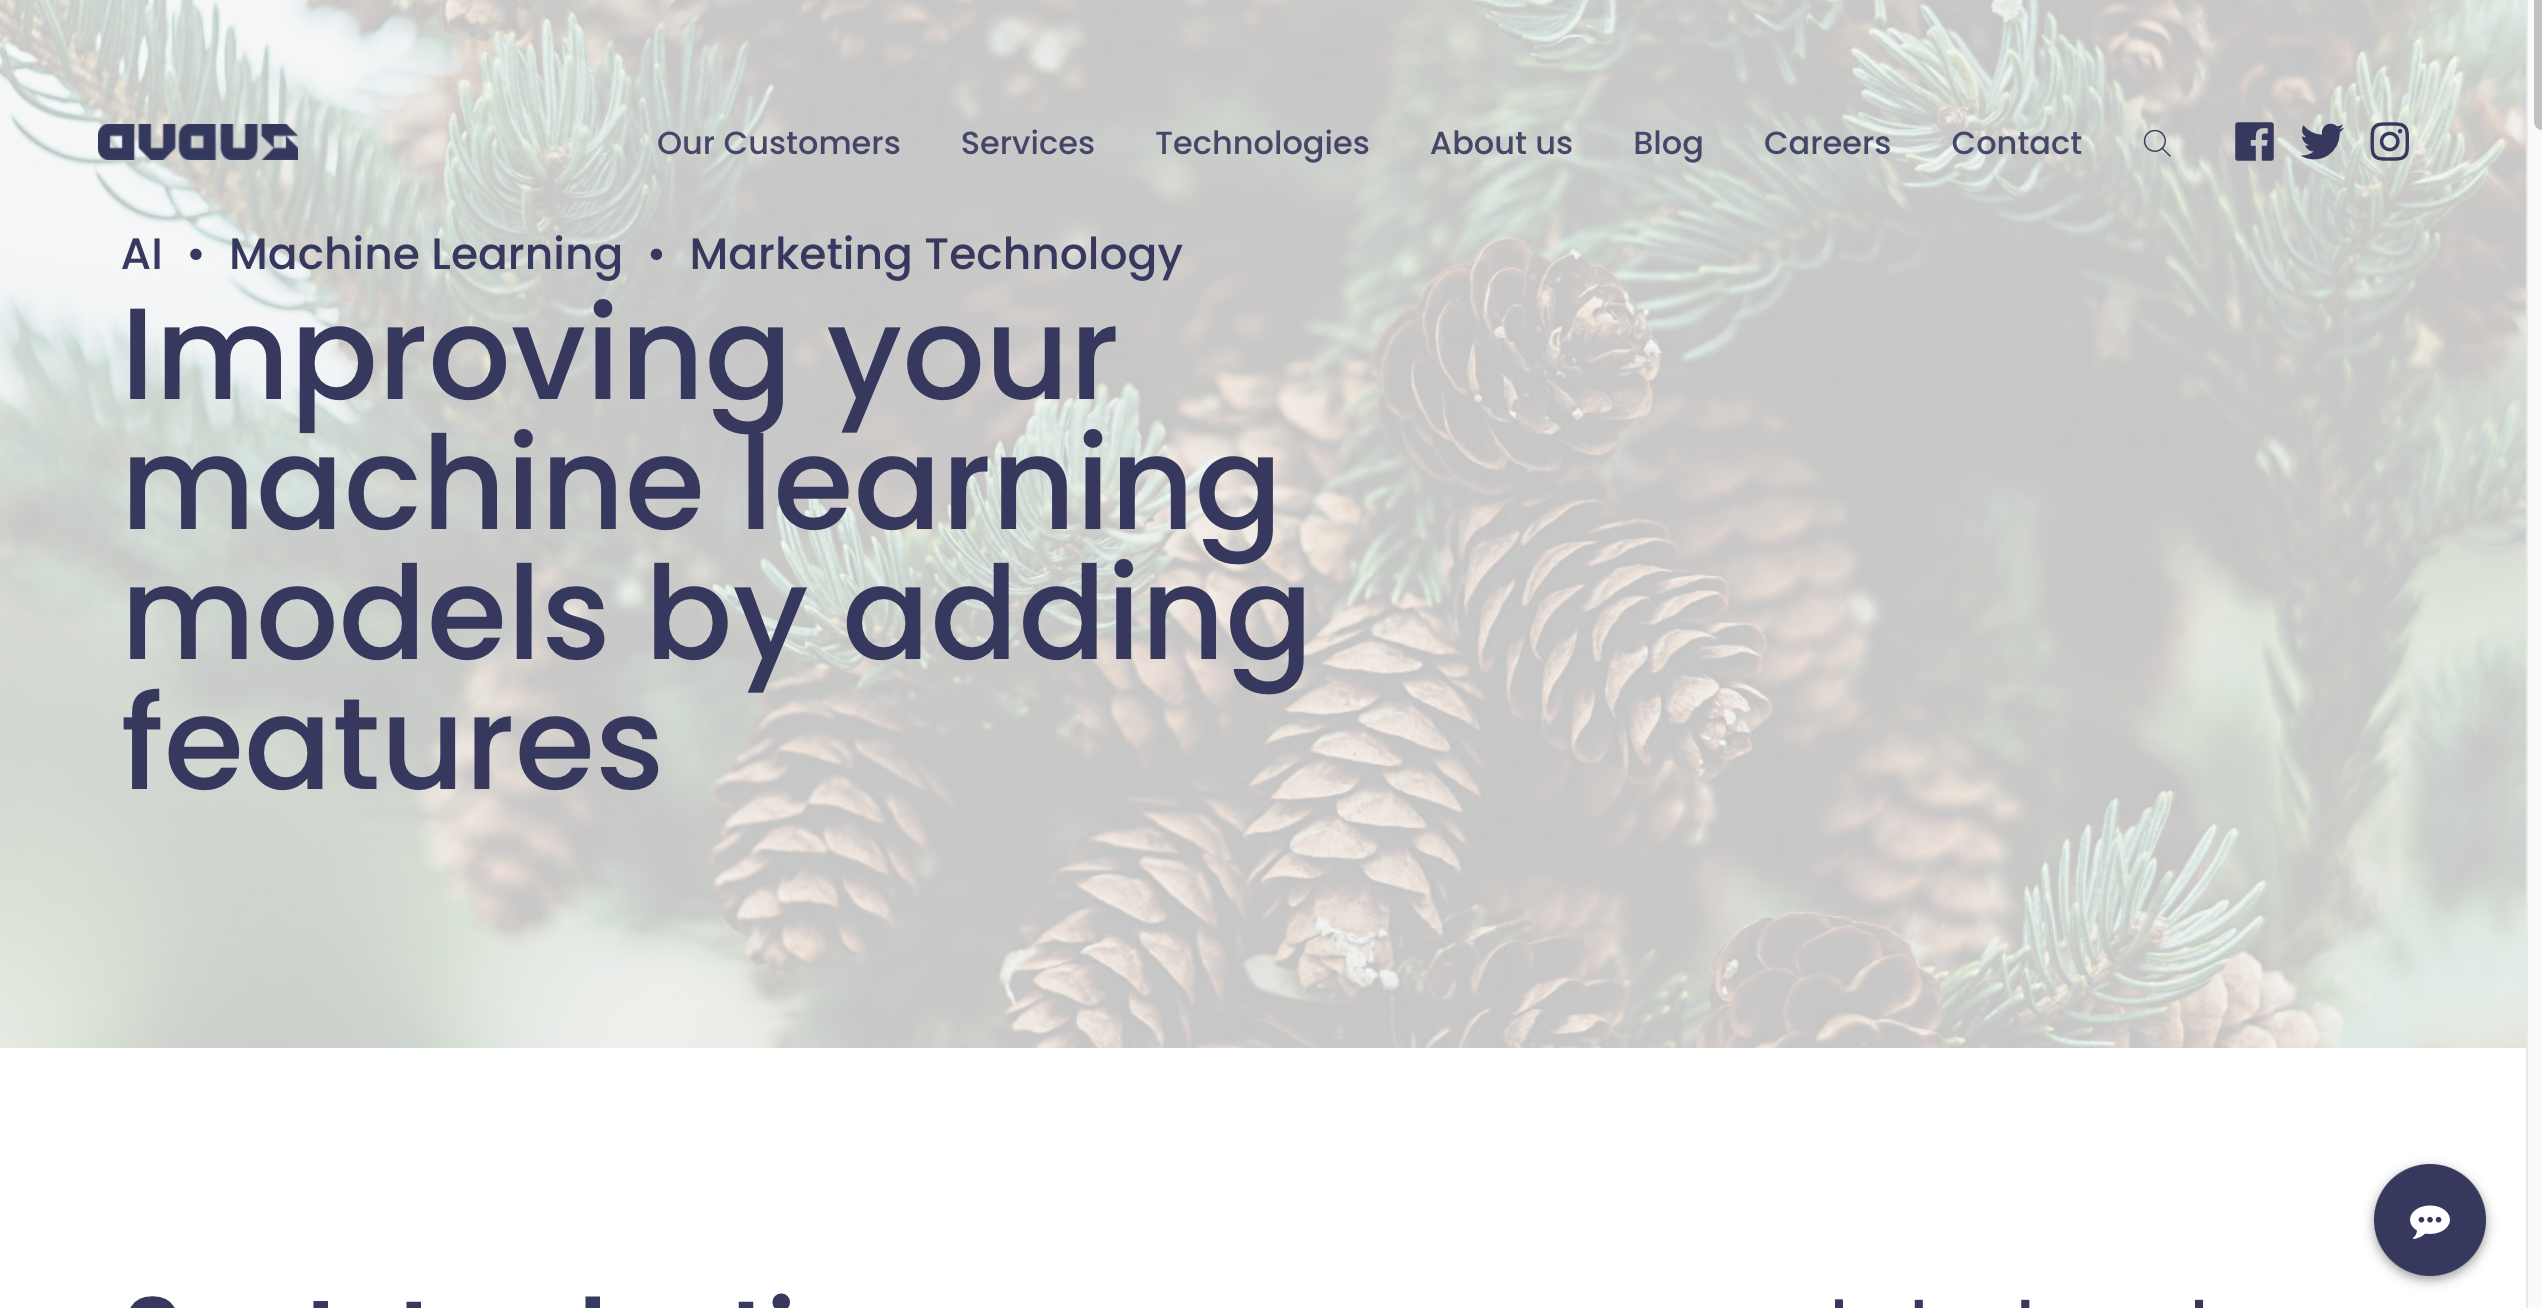 avaus
Our Customers Services Technologies About us Blog Careers Contact
AI • Machine Learning • Marketing Technology
Improving your
machine learning
models by adding
features